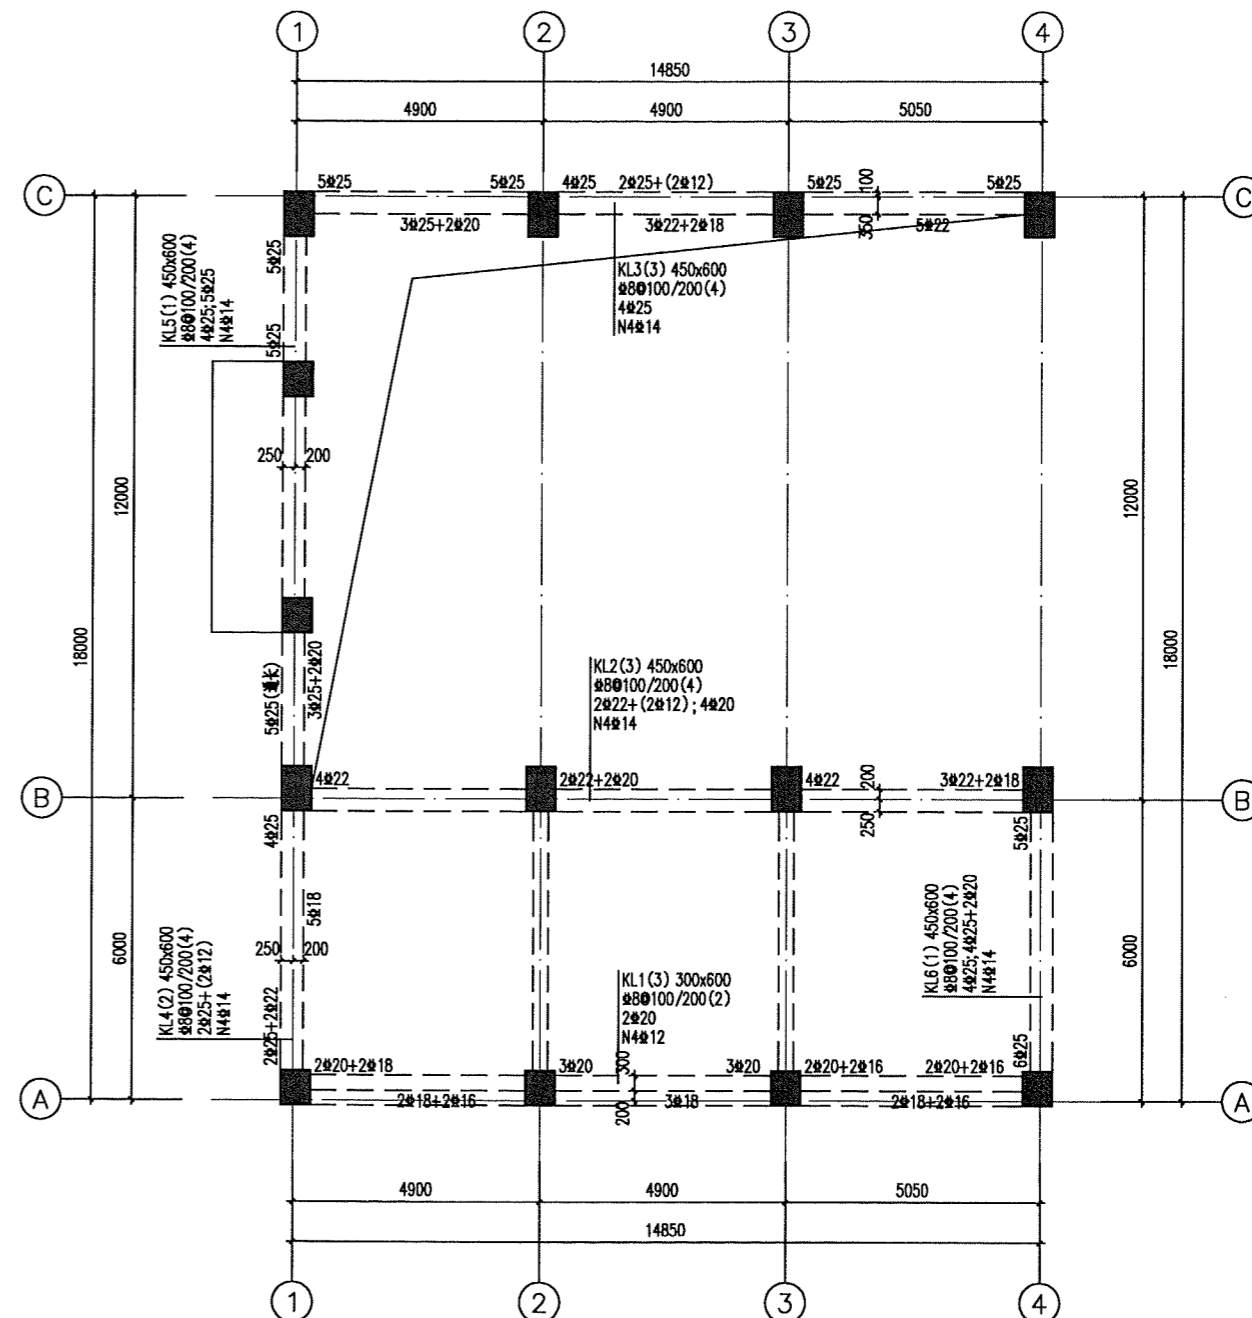 1 2 3 4
14850
4900 4900 5050
C C
5⏀25 5⏀25 4⏀25 2⏀25+(2⏀12) 5⏀25 100 5⏀25
3⏀25+2⏀20 3⏀22+2⏀18 350 5⏀22
KL3(3) 450x600
⏀8@100/200(4)
4⏀25
N4⏀14
KL5(1) 450x600
⏀8@100/200(4)
4⏀25;5⏀25
N4⏀14
5⏀25
5⏀25
250 200
12000 12000
18000 18000
5⏀25(通长)
3⏀25+2⏀20
KL2(3) 450x600
⏀8@100/200(4)
2⏀22+(2⏀12);4⏀20
N4⏀14
B B
4⏀22 2⏀22+2⏀20 4⏀22 200 3⏀22+2⏀18
250
4⏀25 5⏀25
5⏀18
250 200
6000 6000
KL4(2) 450x600
⏀8@100/200(4)
2⏀25+(2⏀12)
N4⏀14
2⏀25+2⏀22
KL1(3) 300x600
⏀8@100/200(2)
2⏀20
N4⏀12
KL6(1) 450x600
⏀8@100/200(4)
4⏀25;4⏀25+2⏀20
N4⏀14
6⏀25
A A
2⏀20+2⏀18 3⏀20 300 3⏀20 2⏀20+2⏀16 2⏀20+2⏀16
2⏀18+2⏀16 200 3⏀18 2⏀18+2⏀16
4900 4900 5050
14850
1 2 3 4